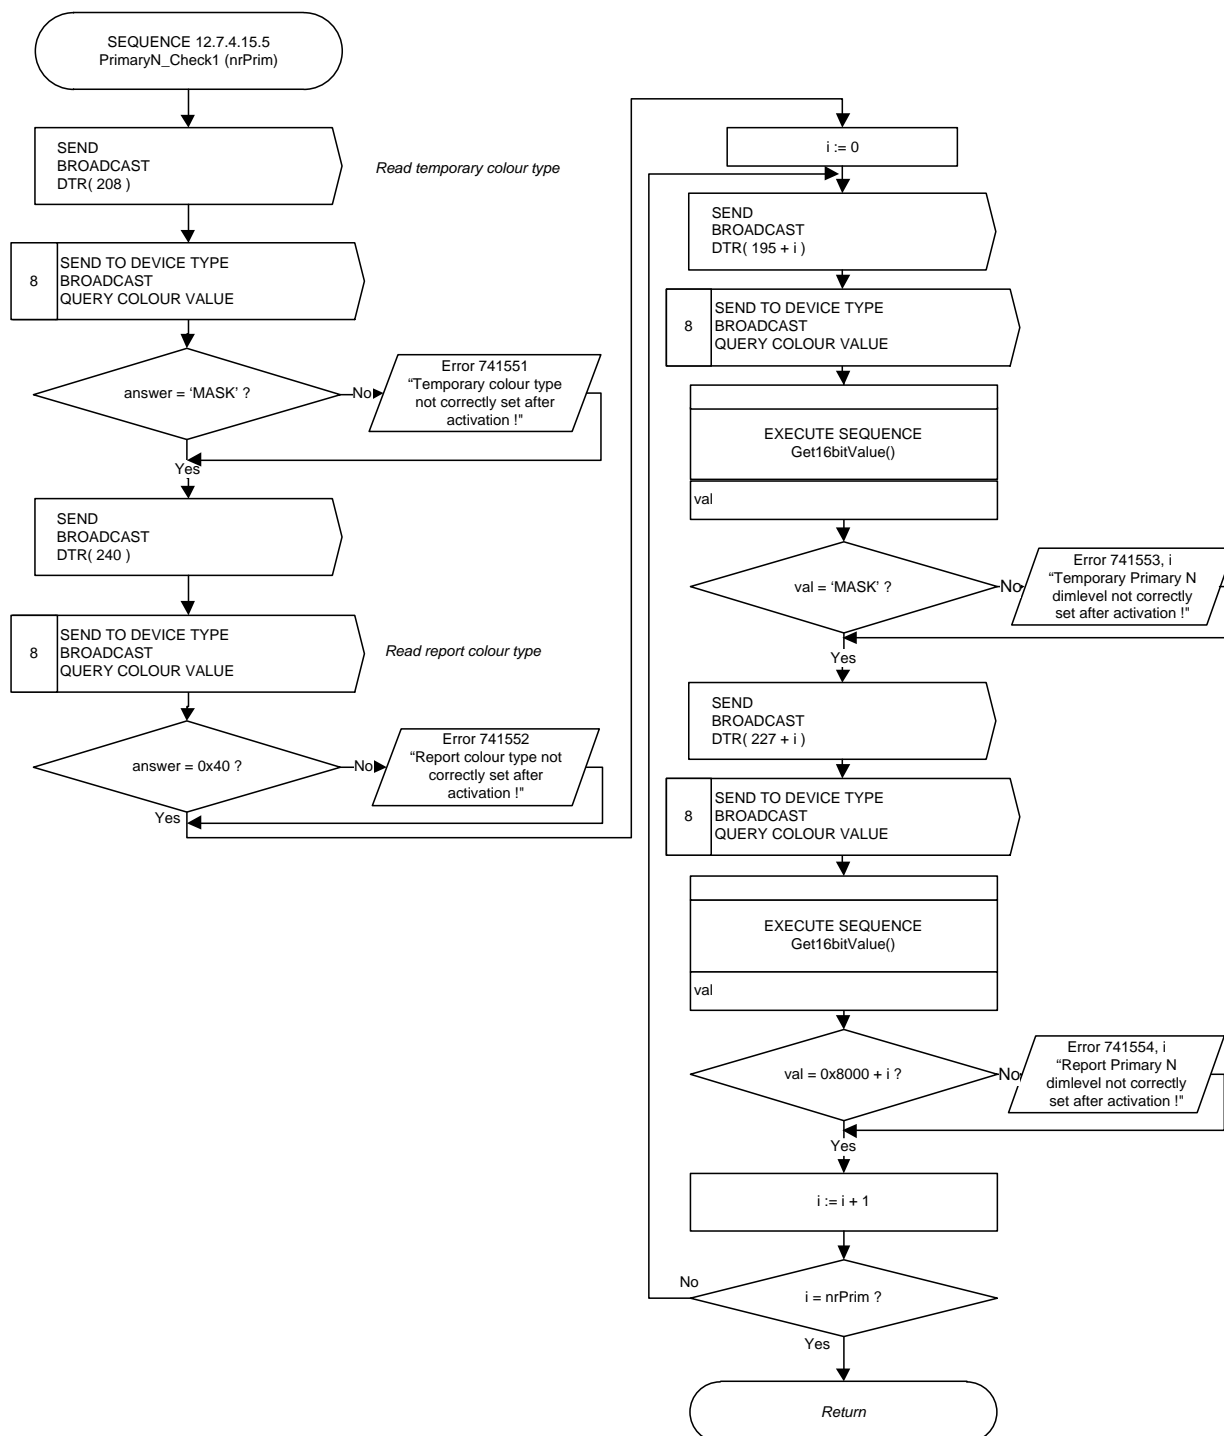 SEQUENCE 12.7.4.15.5
PrimaryN_Check1 (nrPrim)
SEND
BROADCAST
DTR( 208 )
Read temporary colour type
8
SEND TO DEVICE TYPE
BROADCAST
QUERY COLOUR VALUE
answer = ‘MASK’ ?
No
Error 741551
“Temporary colour type
not correctly set after
activation !"
Yes
SEND
BROADCAST
DTR( 240 )
8
SEND TO DEVICE TYPE
BROADCAST
QUERY COLOUR VALUE
Read report colour type
answer = 0x40 ?
No
Error 741552
“Report colour type not
correctly set after
activation !"
Yes
i := 0
SEND
BROADCAST
DTR( 195 + i )
8
SEND TO DEVICE TYPE
BROADCAST
QUERY COLOUR VALUE
EXECUTE SEQUENCE
Get16bitValue()
val
val = ‘MASK’ ?
No
Error 741553, i
“Temporary Primary N
dimlevel not correctly
set after activation !"
Yes
SEND
BROADCAST
DTR( 227 + i )
8
SEND TO DEVICE TYPE
BROADCAST
QUERY COLOUR VALUE
EXECUTE SEQUENCE
Get16bitValue()
val
val = 0x8000 + i ?
No
Error 741554, i
“Report Primary N
dimlevel not correctly
set after activation !"
Yes
i := i + 1
No
i = nrPrim ?
Yes
Return